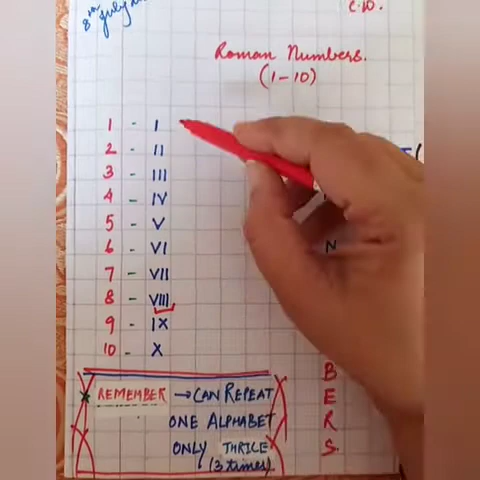 8th July
C.W.
Roman Numbers.
(1-10)
1 - I
2 - II
3 - III
4 - IV
5 - V
6 - VI
7 - VII
8 - VIII
9 - IX
10 - X
N
B
E
R
S.
REMEMBER → CAN REPEAT
ONE ALPHABET
ONLY THRICE
(3 times)